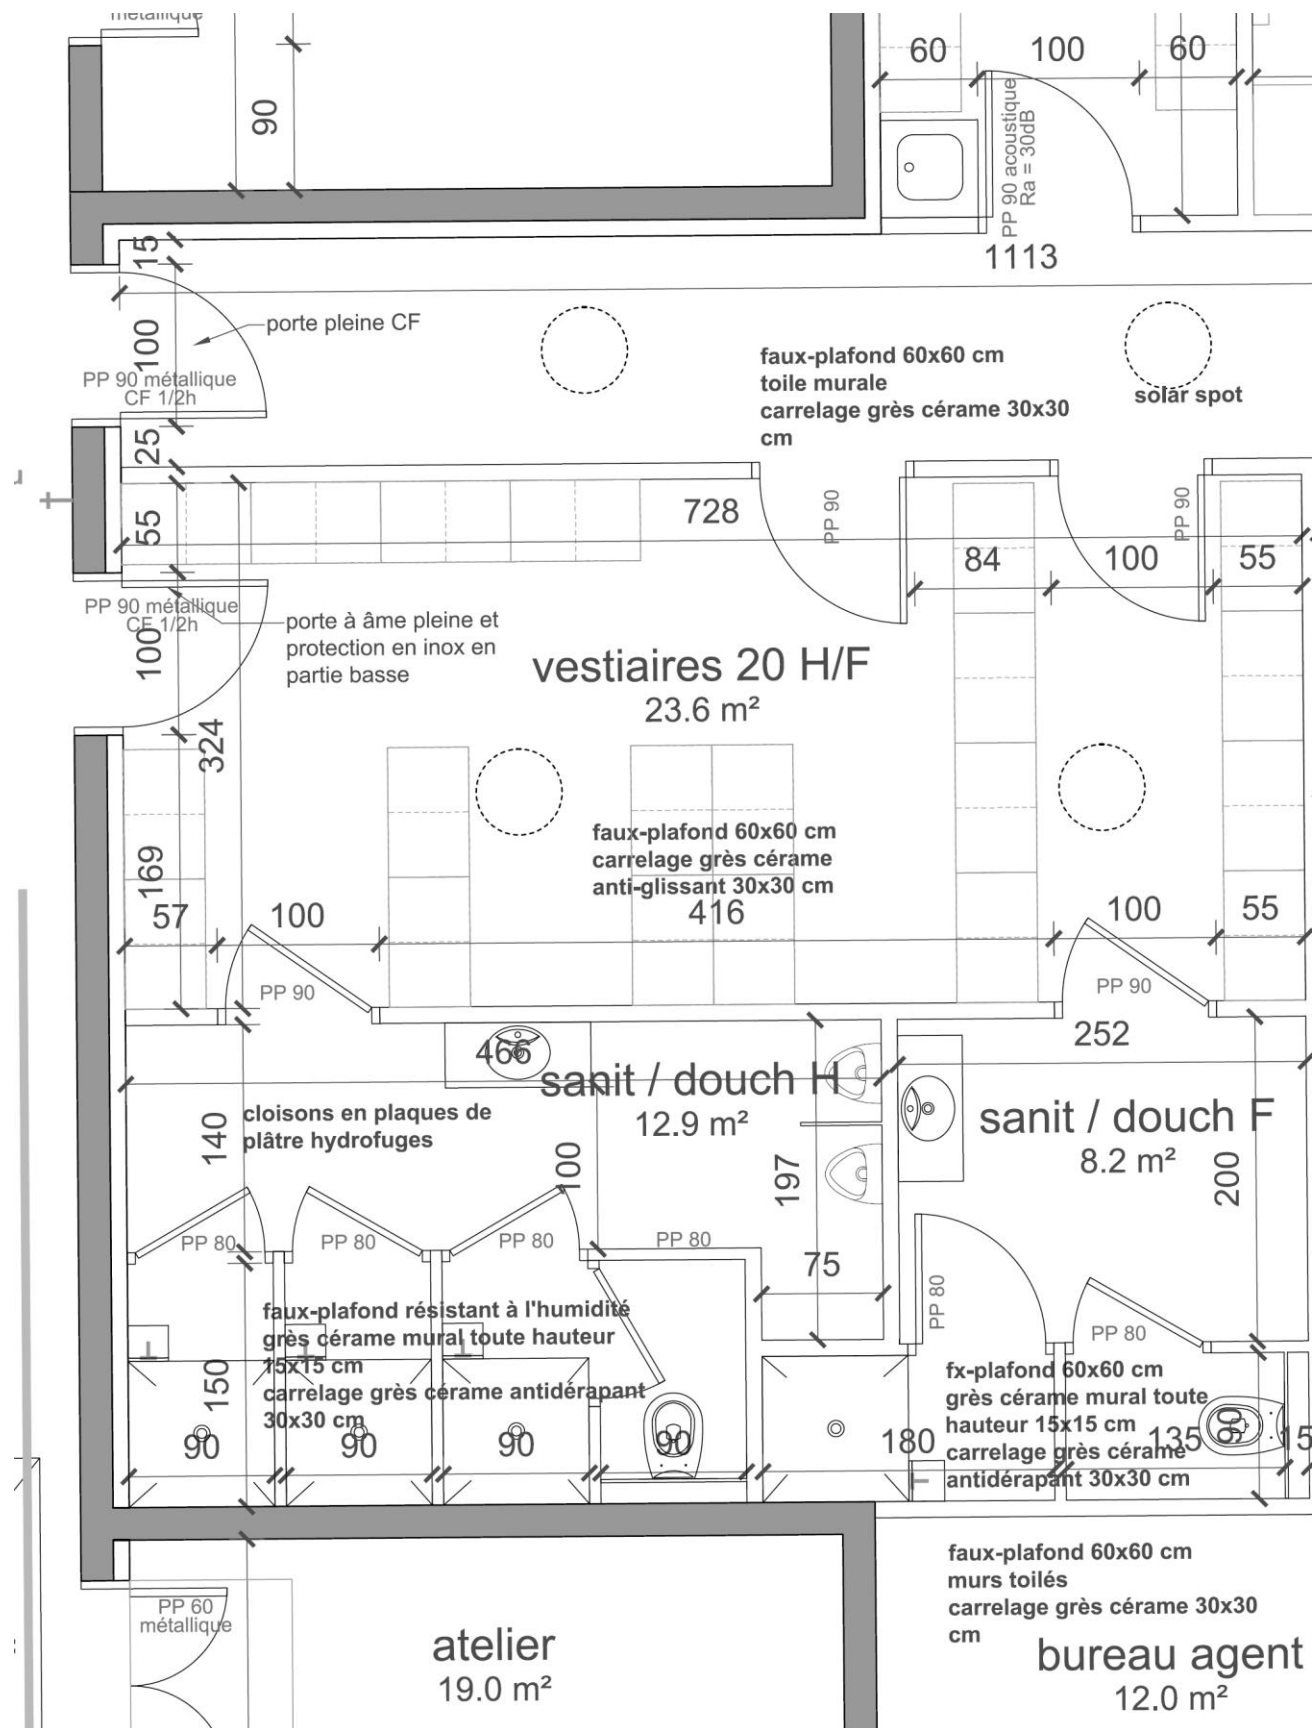 métallique
60
100
60
90
PP 90 acoustique
Ra = 30dB
15
1113
porte pleine CF
100
PP 90 métallique
CF 1/2h
faux-plafond 60x60 cm
toile murale
carrelage grès cérame 30x30
cm
solar spot
25
55
728
PP 90
PP 90
84
100
55
PP 90 métallique
CF 1/2h
100
porte à âme pleine et
protection en inox en
partie basse
vestiaires 20 H/F
23.6 m²
324
169
faux-plafond 60x60 cm
carrelage grès cérame
anti-glissant 30x30 cm
57
100
416
100
55
PP 90
PP 90
466
252
sanit / douch H
12.9 m²
sanit / douch F
8.2 m²
140
cloisons en plaques de
plâtre hydrofuges
100
197
200
PP 80
PP 80
PP 80
PP 80
75
PP 80
PP 80
faux-plafond résistant à l'humidité
grès cérame mural toute hauteur
15x15 cm
carrelage grès cérame antidérapant
30x30 cm
150
fx-plafond 60x60 cm
grès cérame mural toute
hauteur 15x15 cm
carrelage grès cérame
antidérapant 30x30 cm
90
90
90
90
180
135
90
15
faux-plafond 60x60 cm
murs toilés
carrelage grès cérame 30x30
cm
PP 60
métallique
atelier
19.0 m²
bureau agent
12.0 m²